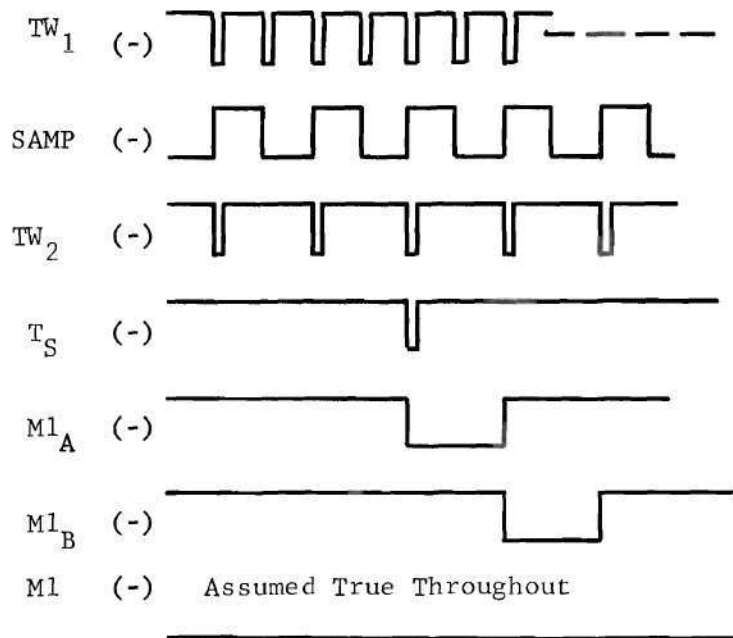 TW1 (-)
SAMP (-)
TW2 (-)
TS (-)
M1A (-)
M1B (-)
M1 (-) Assumed True Throughout